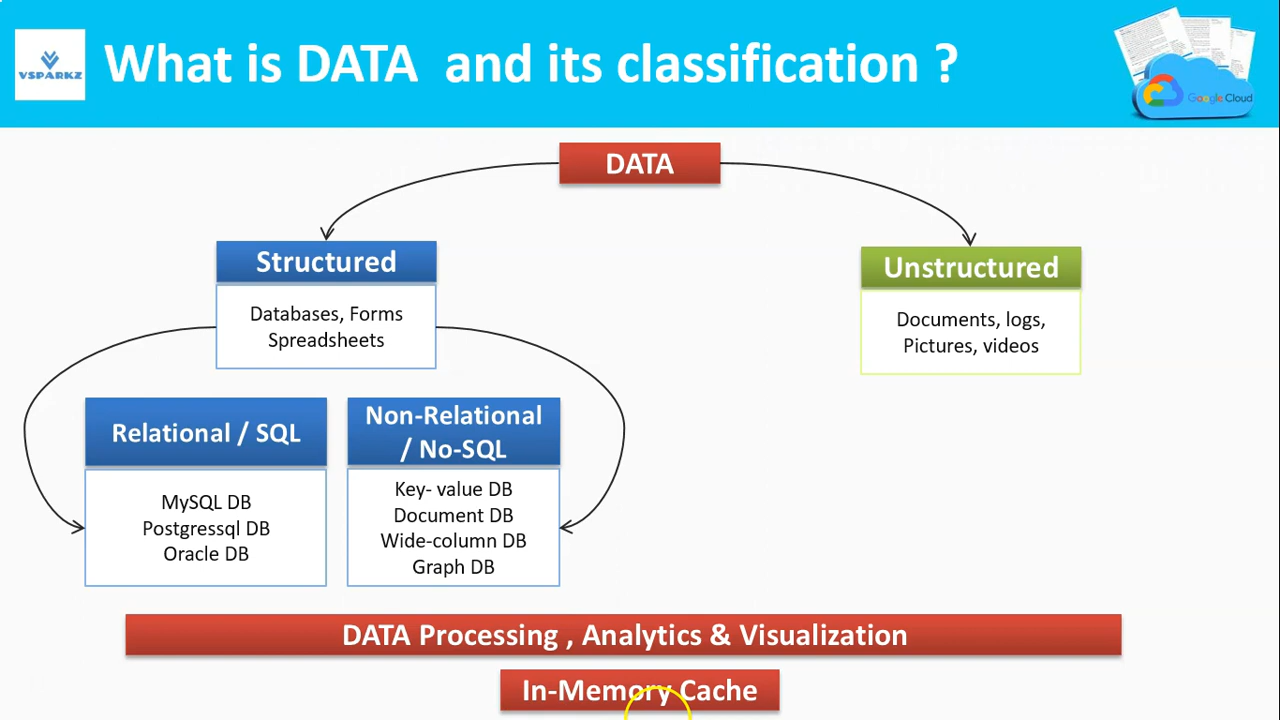 VSPARKZ
What is DATA and its classification ?
Google Cloud
DATA
Structured
Databases, Forms
Spreadsheets
Unstructured
Documents, logs,
Pictures, videos
Relational / SQL
MySQL DB
Postgressql DB
Oracle DB
Non-Relational
/ No-SQL
Key- value DB
Document DB
Wide-column DB
Graph DB
DATA Processing , Analytics & Visualization
In-Memory Cache